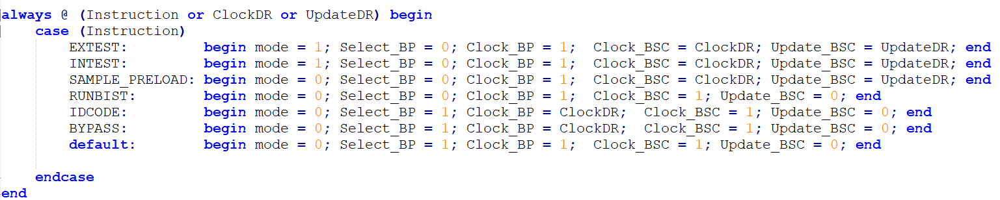 always @ (Instruction or ClockDR or UpdateDR) begin
    case (Instruction)
        EXTEST:         begin mode = 1; Select_BP = 0; Clock_BP = 1;  Clock_BSC = ClockDR; Update_BSC = UpdateDR; end
        INTEST:         begin mode = 1; Select_BP = 0; Clock_BP = 1;  Clock_BSC = ClockDR; Update_BSC = UpdateDR; end
        SAMPLE_PRELOAD: begin mode = 0; Select_BP = 0; Clock_BP = 1;  Clock_BSC = ClockDR; Update_BSC = UpdateDR; end
        RUNBIST:        begin mode = 0; Select_BP = 0; Clock_BP = 1;  Clock_BSC = 1; Update_BSC = 0; end
        IDCODE:         begin mode = 0; Select_BP = 1; Clock_BP = ClockDR;  Clock_BSC = 1; Update_BSC = 0; end
        BYPASS:         begin mode = 0; Select_BP = 1; Clock_BP = ClockDR;  Clock_BSC = 1; Update_BSC = 0; end
        default:        begin mode = 0; Select_BP = 1; Clock_BP = 1;  Clock_BSC = 1; Update_BSC = 0; end
    endcase
end